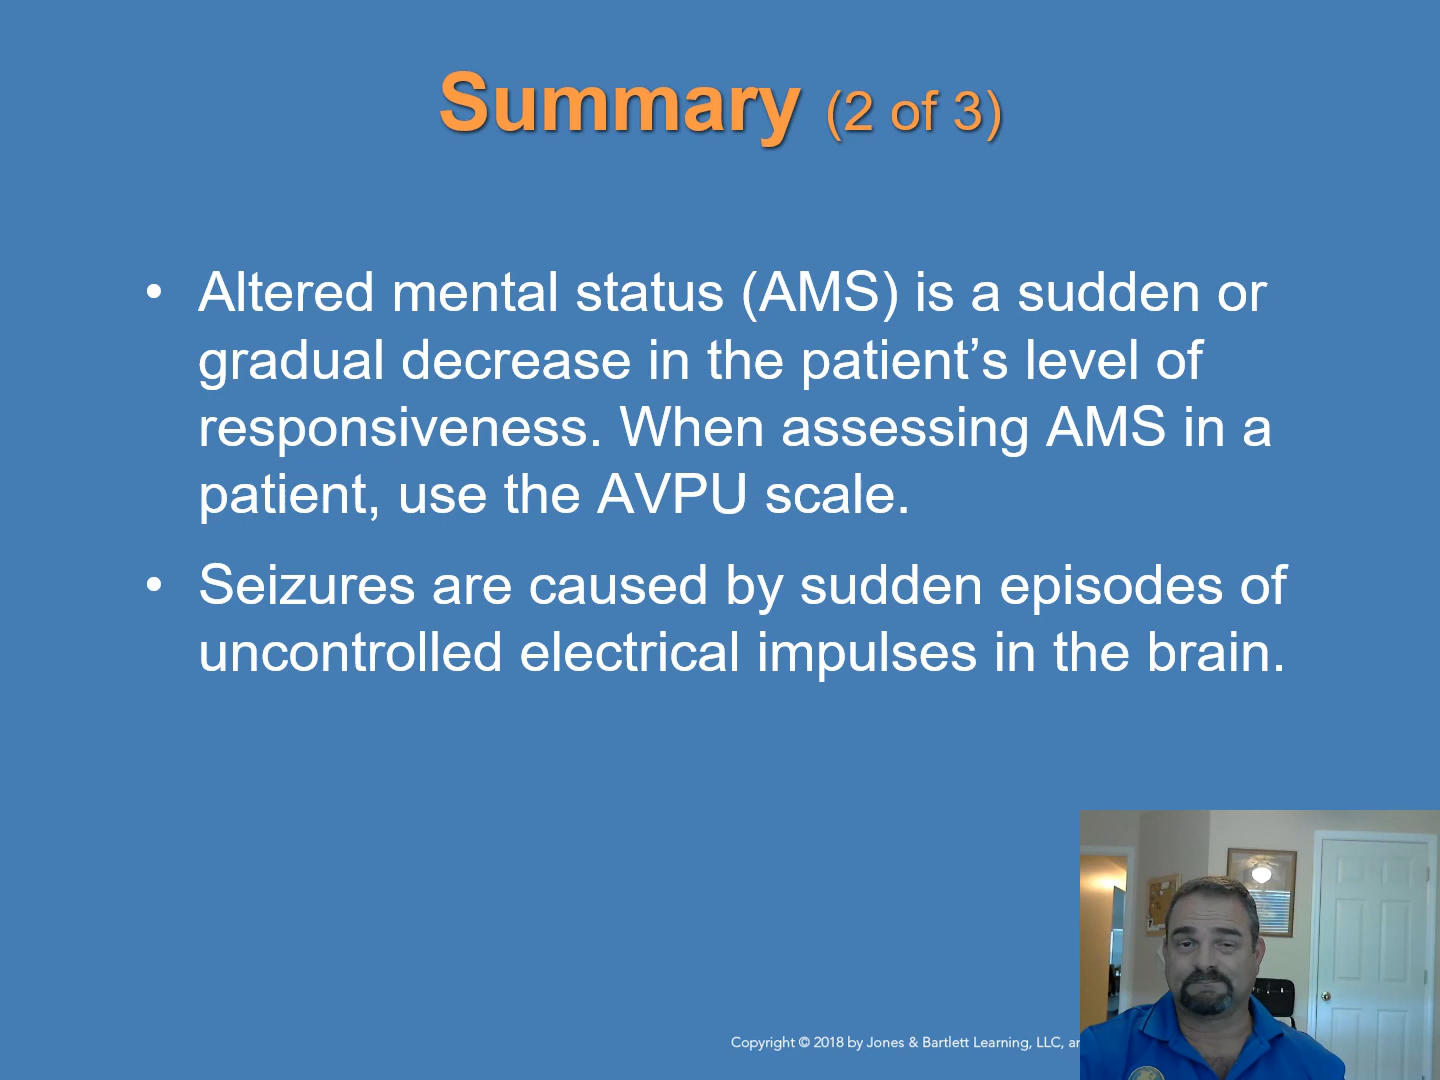 Summary (2 of 3)
• Altered mental status (AMS) is a sudden or
gradual decrease in the patient’s level of
responsiveness. When assessing AMS in a
patient, use the AVPU scale.
• Seizures are caused by sudden episodes of
uncontrolled electrical impulses in the brain.
Copyright © 2018 by Jones & Bartlett Learning, LLC,